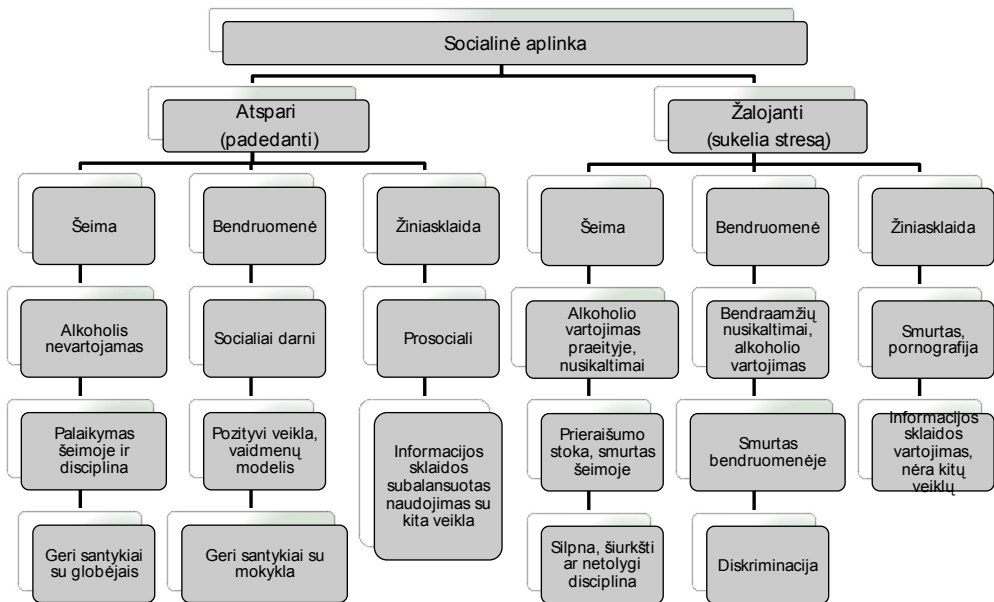 Socialinė aplinka
Atspari
(padedanti)
Žalojanti
(sukelia stresą)
Šeima
Bendruomenė
Žiniasklaida
Šeima
Bendruomenė
Žiniasklaida
Alkoholis
nevartojamas
Socialiai darni
Prosociali
Alkoholio
vartojimas
praeityje,
nusikaltimai
Bendraamžių
nusikaltimai,
alkoholio
vartojimas
Smurtas,
pornografija
Palaikymas
šeimoje ir
disciplina
Pozityvi veikla,
vaidmenų
modelis
Informacijos
sklaidos
subalansuotas
naudojimas su
kita veikla
Prieraišumo
stoka, smurtas
šeimoje
Smurtas
bendruomenėje
Informacijos
sklaidos
vartojimas,
nėra kitų
veiklų
Geri santykiai
su globėjais
Geri santykiai su
mokykla
Silpna, šiurkšti
ar netolygi
disciplina
Diskriminacija